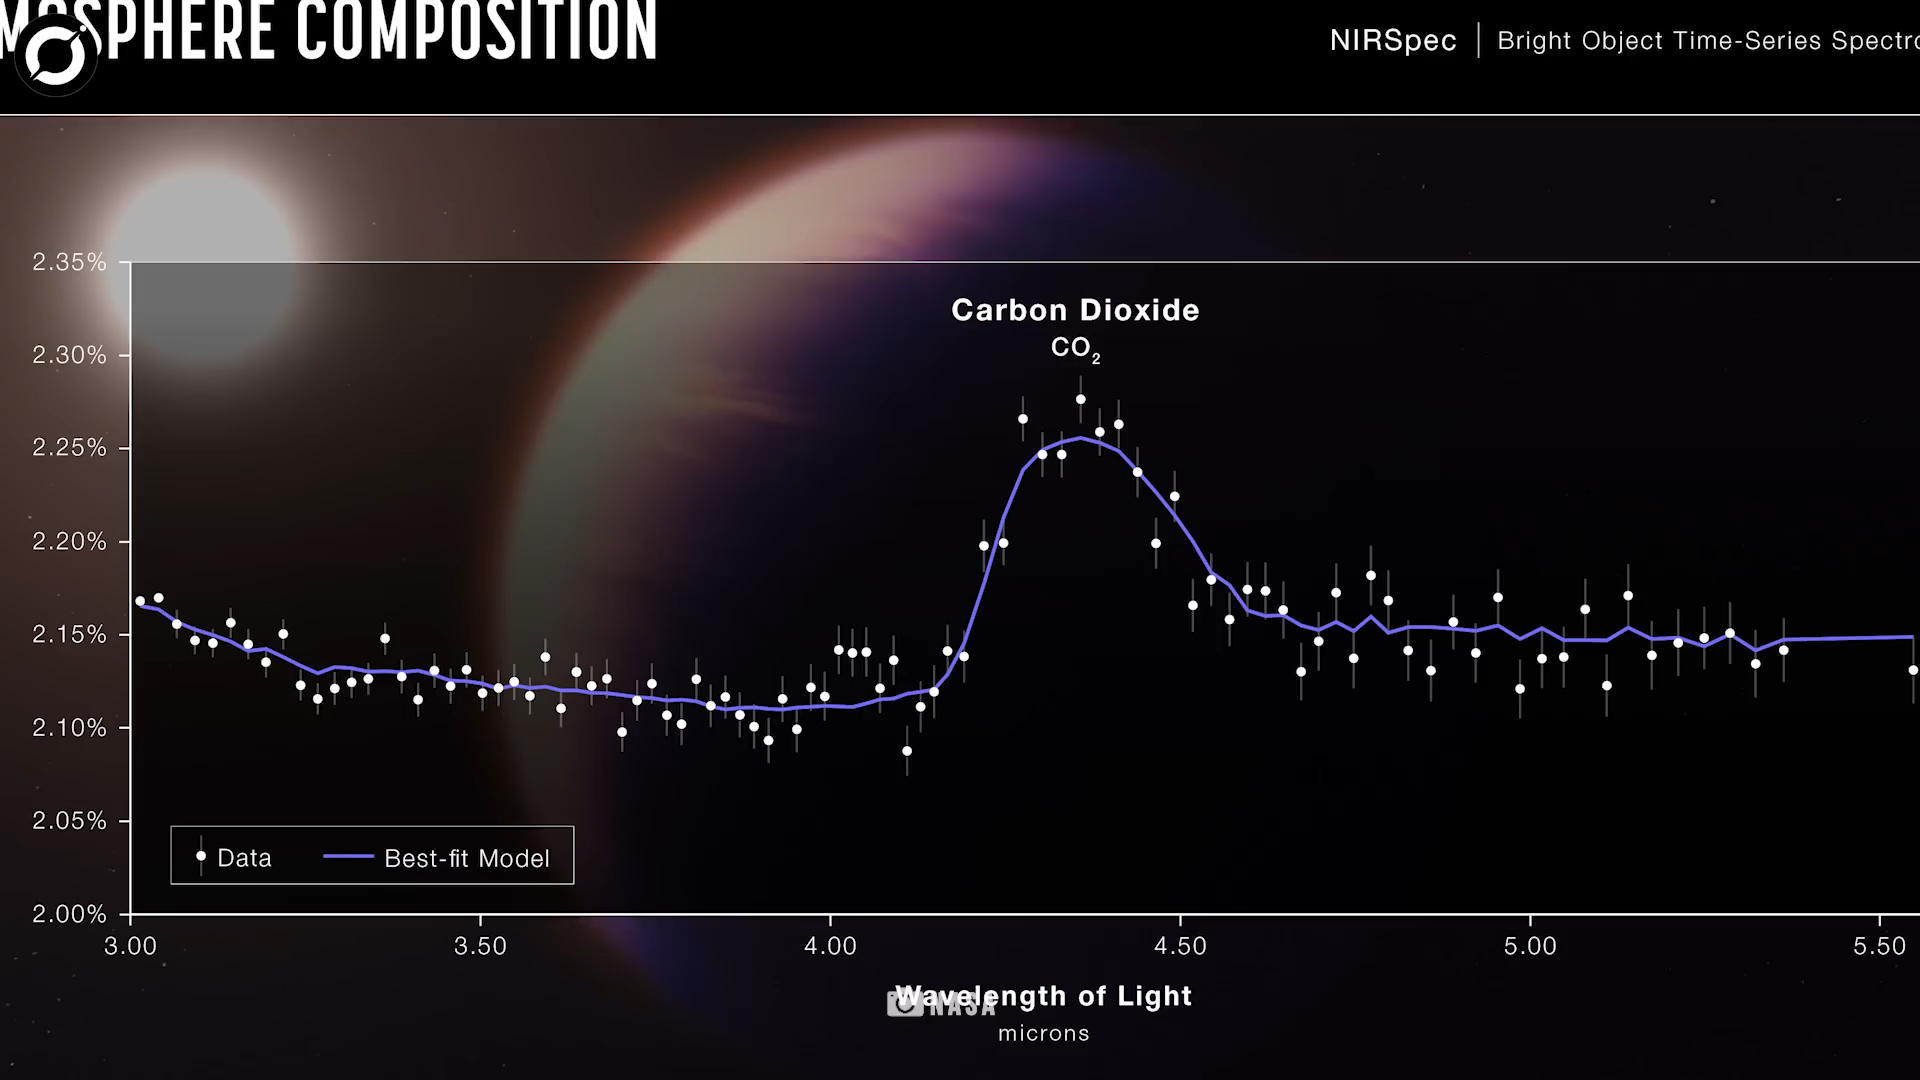 MOSPHERE COMPOSITION
NIRSpec | Bright Object Time-Series Spectro
2.35%
2.30%
2.25%
2.20%
2.15%
2.10%
2.05%
2.00%
Carbon Dioxide
CO₂
Data
Best-fit Model
3.00 3.50 4.00 4.50 5.00 5.50
Wavelength of Light
NASA
microns